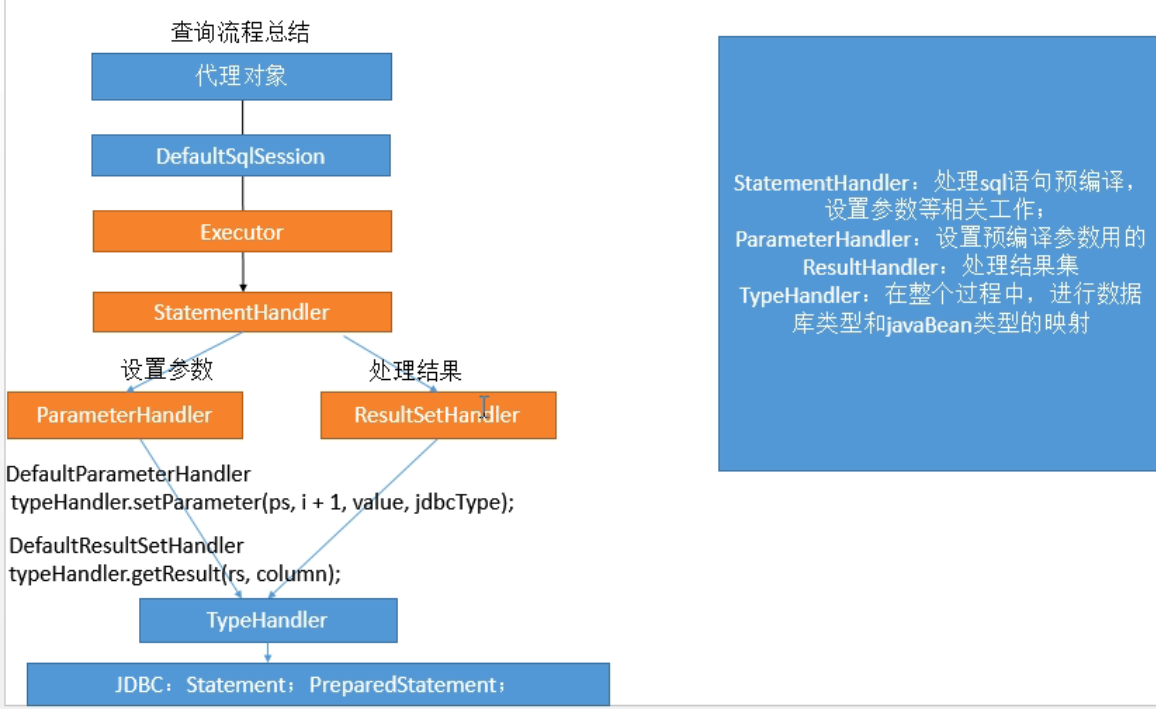 查询流程总结
代理对象
DefaultSqlSession
Executor
StatementHandler
设置参数
处理结果
ParameterHandler
ResultSetHandler
DefaultParameterHandler
typeHandler.setParameter(ps, i + 1, value, jdbcType);
DefaultResultSetHandler
typeHandler.getResult(rs, column);
TypeHandler
JDBC：Statement；PreparedStatement；
StatementHandler：处理sql语句预编译，
设置参数等相关工作；
ParameterHandler：设置预编译参数用的
ResultHandler：处理结果集
TypeHandler：在整个过程中，进行数据
库类型和javaBean类型的映射